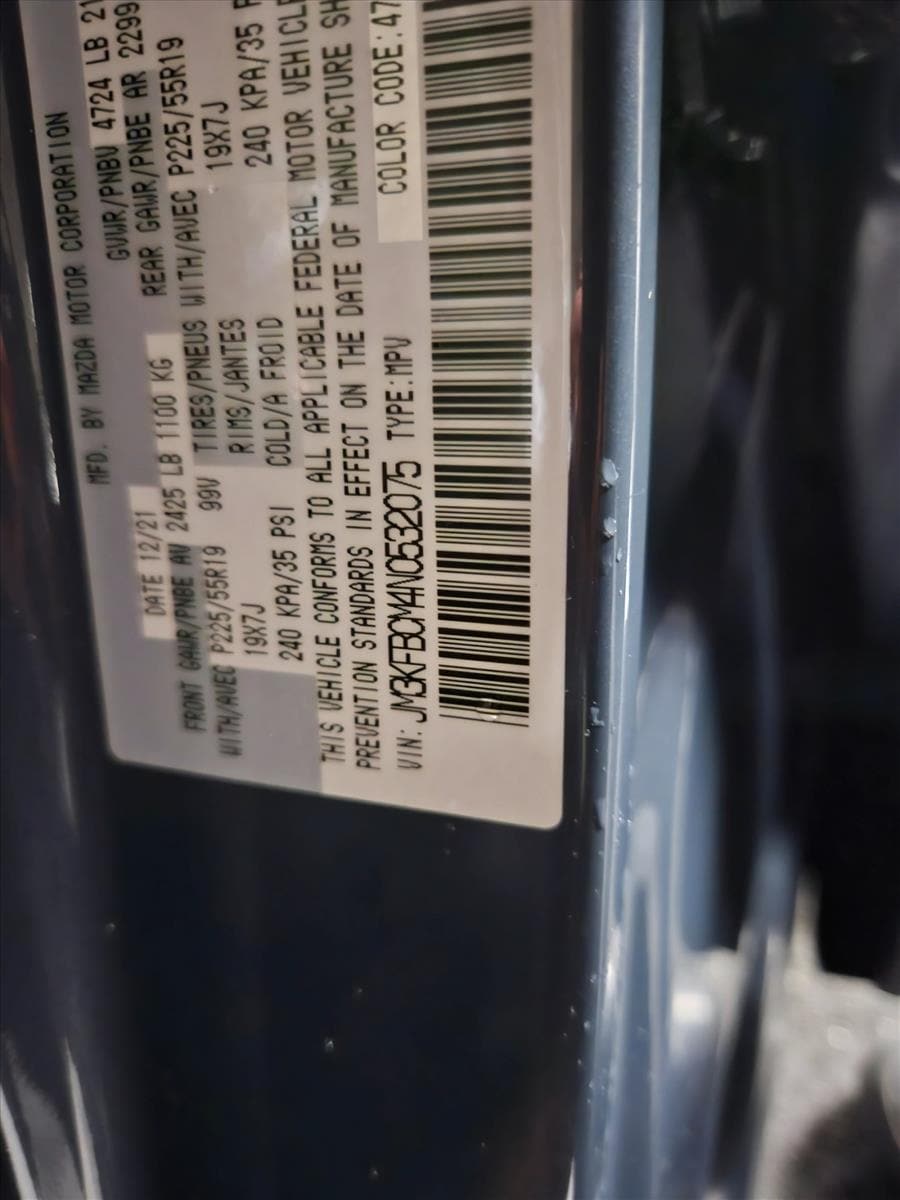 MFD. BY MAZDA MOTOR CORPORATION
DATE 12/21 GVWR/PNBV 4724 LB 21
FRONT GAWR/PNBE AV 2425 LB 1100 KG REAR GAWR/PNBE AR 2299
WITH/AVEC P225/55R19 99V TIRES/PNEUS WITH/AVEC P225/55R19
19X7J RIMS/JANTES 19X7J
240 KPA/35 PSI COLD/A FROID 240 KPA/35 P
THIS VEHICLE CONFORMS TO ALL APPLICABLE FEDERAL MOTOR VEHICLE
PREVENTION STANDARDS IN EFFECT ON THE DATE OF MANUFACTURE SH
VIN: JM3KFBCM4N0532075 TYPE:MPV COLOR CODE:47